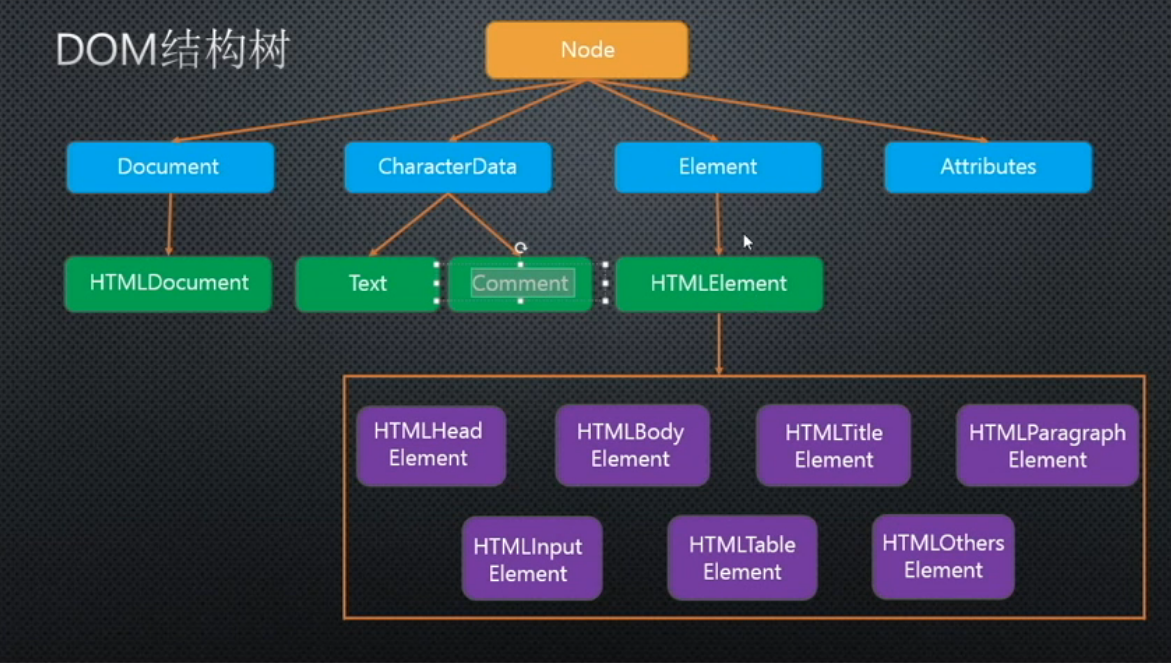 DOM结构树
Node
Document
CharacterData
Element
Attributes
HTMLDocument
Text
Comment
HTMLElement
HTMLHead
Element
HTMLBody
Element
HTMLTitle
Element
HTMLParagraph
Element
HTMLInput
Element
HTMLTable
Element
HTMLOthers
Element